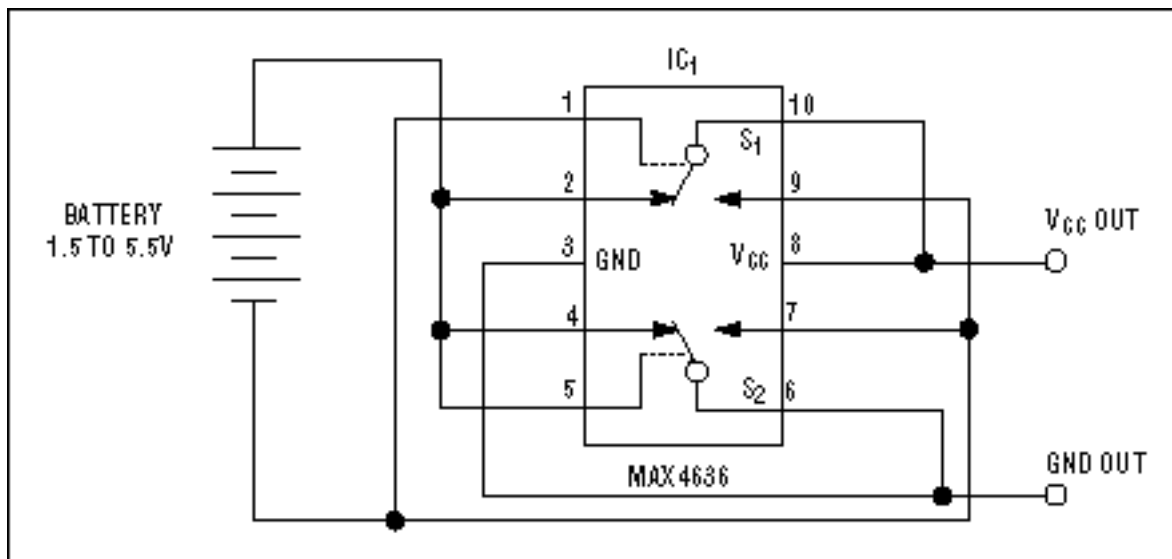 IC1
1
10
S1
2
9
BATTERY
1.5 TO 5.5V
VCC OUT
3
GND
VCC
8
4
7
5
S2
6
GND OUT
MAX4636